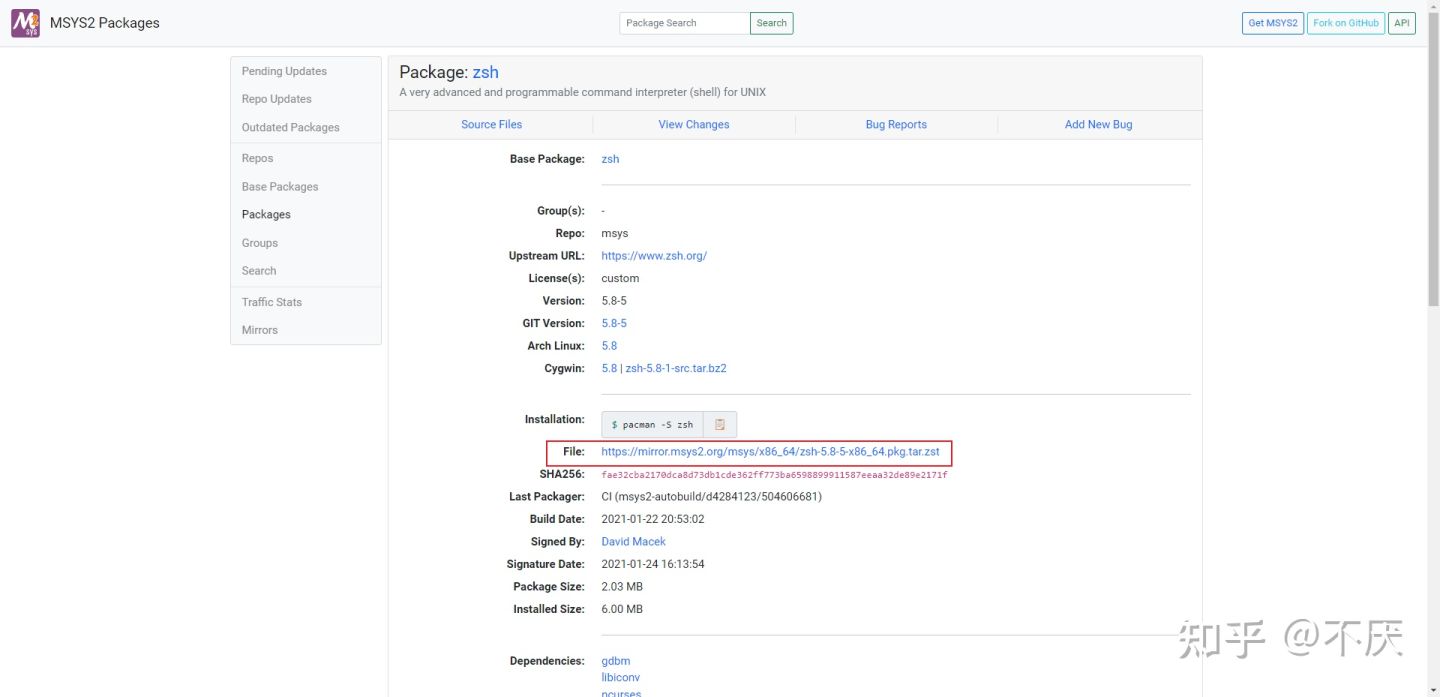 M sys MSYS2 Packages Package Search Search Get MSYS2 Fork on GitHub API
Pending Updates
Repo Updates
Outdated Packages
Repos
Base Packages
Packages
Groups
Search
Traffic Stats
Mirrors
Package: zsh
A very advanced and programmable command interpreter (shell) for UNIX
Source Files View Changes Bug Reports Add New Bug
Base Package: zsh
Group(s): -
Repo: msys
Upstream URL: https://www.zsh.org/
License(s): custom
Version: 5.8-5
GIT Version: 5.8-5
Arch Linux: 5.8
Cygwin: 5.8 | zsh-5.8-1-src.tar.bz2
Installation: $ pacman -S zsh
File: https://mirror.msys2.org/msys/x86_64/zsh-5.8-5-x86_64.pkg.tar.zst
SHA256: fae32cba2170dca8d73db1cde362ff773ba6598899911587eeaa32de89e2171f
Last Packager: CI (msys2-autobuild/d4284123/504606681)
Build Date: 2021-01-22 20:53:02
Signed By: David Macek
Signature Date: 2021-01-24 16:13:54
Package Size: 2.03 MB
Installed Size: 6.00 MB
Dependencies: gdbm
libiconv
ncurses
知乎 @不厌